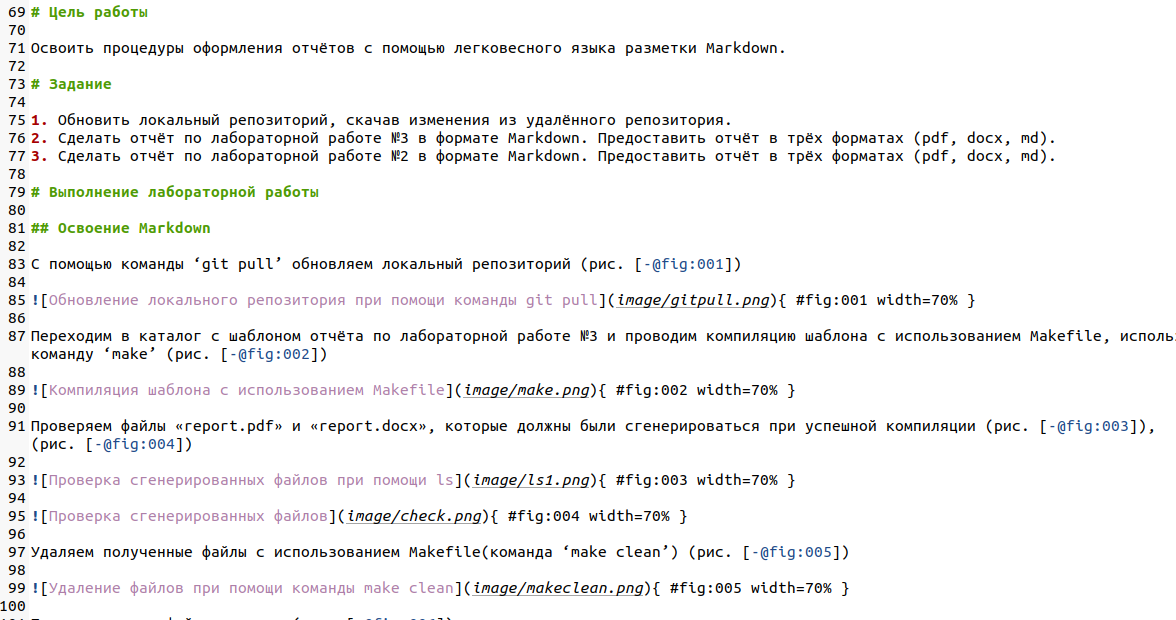 69 # Цель работы
70
71 Освоить процедуры оформления отчётов с помощью легковесного языка разметки Markdown.
72
73 # Задание
74
75 1. Обновить локальный репозиторий, скачав изменения из удалённого репозитория.
76 2. Сделать отчёт по лабораторной работе №3 в формате Markdown. Предоставить отчёт в трёх форматах (pdf, docx, md).
77 3. Сделать отчёт по лабораторной работе №2 в формате Markdown. Предоставить отчёт в трёх форматах (pdf, docx, md).
78
79 # Выполнение лабораторной работы
80
81 ## Освоение Markdown
82
83 С помощью команды ‘git pull’ обновляем локальный репозиторий (рис. [-@fig:001])
84
85 ![Обновление локального репозитория при помощи команды git pull](image/gitpull.png){ #fig:001 width=70% }
86
87 Переходим в каталог с шаблоном отчёта по лабораторной работе №3 и проводим компиляцию шаблона с использованием Makefile,
команду ‘make’ (рис. [-@fig:002])
88
89 ![Компиляция шаблона с использованием Makefile](image/make.png){ #fig:002 width=70% }
90
91 Проверяем файлы «report.pdf» и «report.docx», которые должны были сгенерироваться при успешной компиляции (рис. [-@fig:003]),
(рис. [-@fig:004])
92
93 ![Проверка сгенерированных файлов при помощи ls](image/ls1.png){ #fig:003 width=70% }
94
95 ![Проверка сгенерированных файлов](image/check.png){ #fig:004 width=70% }
96
97 Удаляем полученные файлы с использованием Makefile(команда ‘make clean’) (рис. [-@fig:005])
98
99 ![Удаление файлов при помощи команды make clean](image/makeclean.png){ #fig:005 width=70% }
100